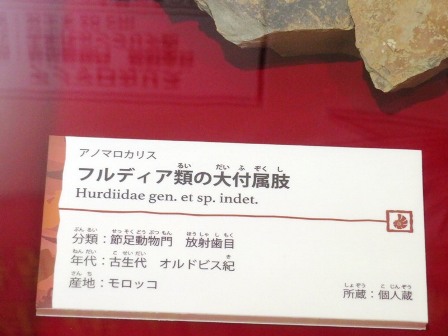 アノマロカリス
フルディア類の大付属肢
Hurdiidae gen. et sp. indet.
分類：節足動物門　放射歯目
年代：古生代　オルドビス紀
産地：モロッコ
所蔵：個人蔵